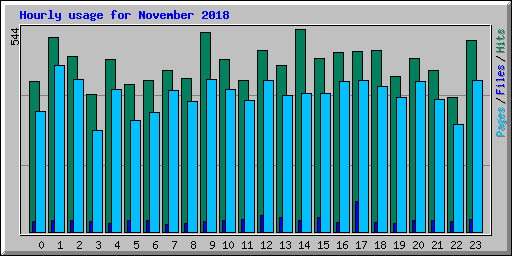 Hourly usage for November 2018
544
Pages / Files / Hits
0 1 2 3 4 5 6 7 8 9 10 11 12 13 14 15 16 17 18 19 20 21 22 23